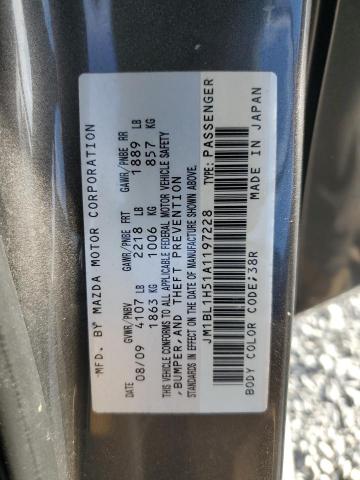 MFD. BY MAZDA MOTOR CORPORATION
GVWR/PNBV GAWR/PNBE FRT GAWR/PNBE RR
08/09 4107 LB 2218 LB 1889 LB
DATE 1863 KG 1006 KG 857 KG
THIS VEHICLE CONFORMS TO ALL APPLICABLE FEDERAL MOTOR VEHICLE SAFETY
, BUMPER, AND THEFT PREVENTION
STANDARDS IN EFFECT ON THE DATE OF MANUFACTURE SHOWN ABOVE.
JM1BL1H51A1197228 TYPE: PASSENGER
BODY COLOR CODE/38R MADE IN JAPAN